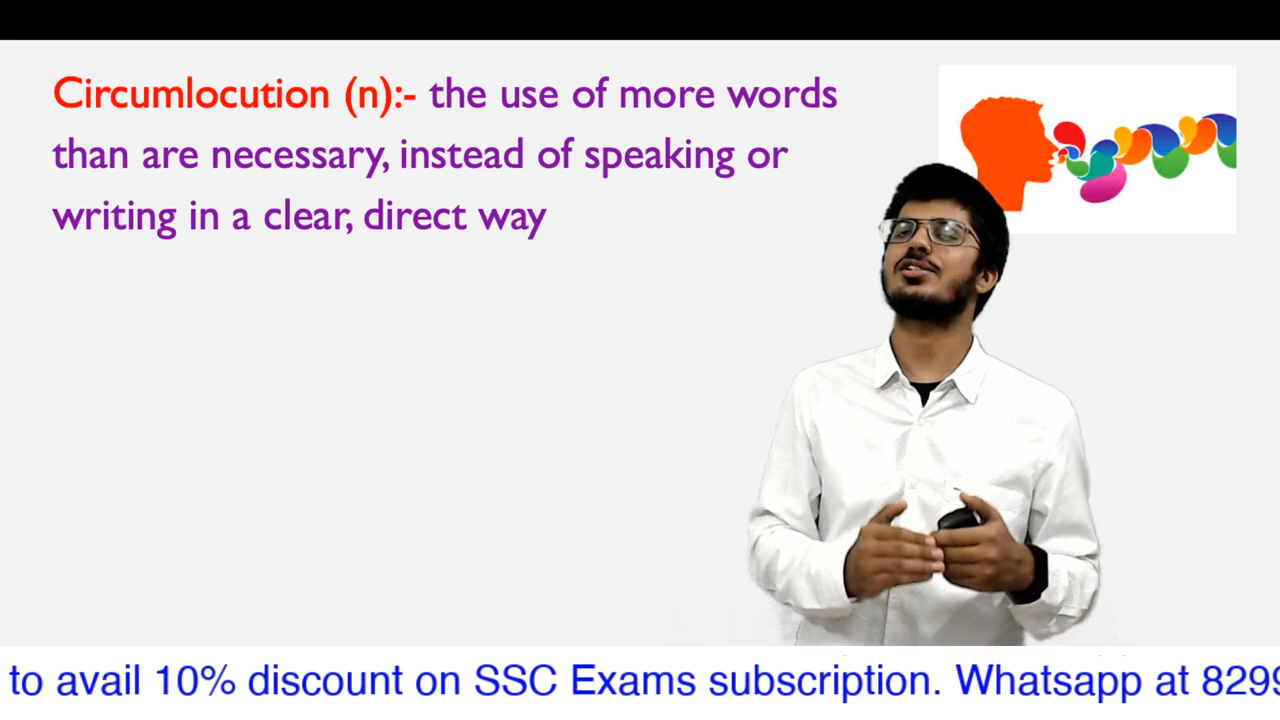 Circumlocution (n):- the use of more words
than are necessary, instead of speaking or
writing in a clear, direct way
to avail 10% discount on SSC Exams subscription. Whatsapp at 829